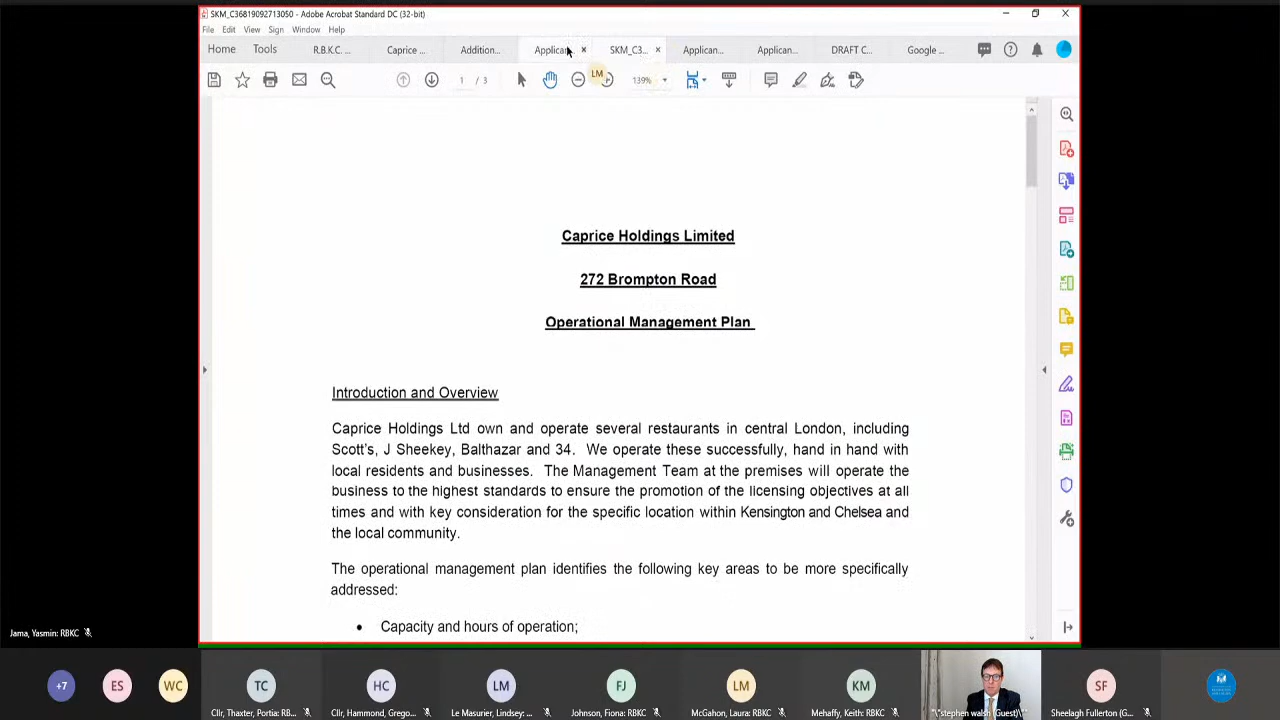 SKM_C36819092713050 - Adobe Acrobat Standard DC (32-bit)
File Edit View Sign Window Help
Home Tools R.B.K.C. ... Caprice ... Addition... Applican... SKM_C3... Applican... Applican... DRAFT C... Google ...
1 / 3 LM 139%
Caprice Holdings Limited
272 Brompton Road
Operational Management Plan
Introduction and Overview
Caprice Holdings Ltd own and operate several restaurants in central London, including
Scott's, J Sheekey, Balthazar and 34. We operate these successfully, hand in hand with
local residents and businesses. The Management Team at the premises will operate the
business to the highest standards to ensure the promotion of the licensing objectives at all
times and with key consideration for the specific location within Kensington and Chelsea and
the local community.
The operational management plan identifies the following key areas to be more specifically
addressed:
• Capacity and hours of operation;
Jama, Yasmin: RBKC
+7 ES WC TC HC LM FJ LM KM SF
Cllr, Thaxter, Portia: RB... Cllr, Hammond, Grego... Le Masurier, Lindsey: ... Johnson, Fiona: RBKC McGahon, Laura: RBKC Mehaffy, Keith: RBKC \"\"stephen walsh (Guest)\"\" Sheelagh Fullerton (G...